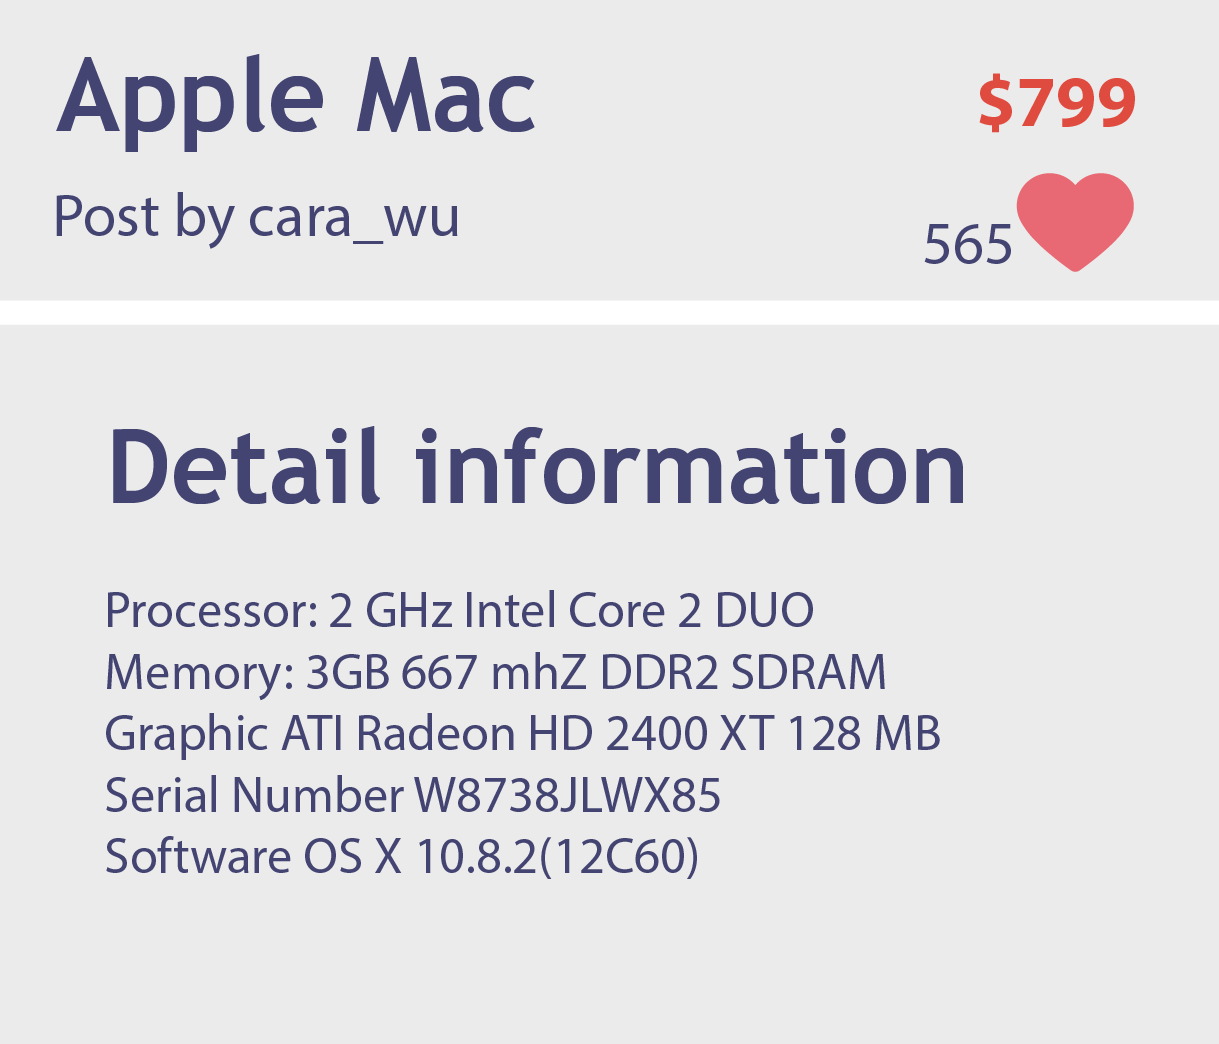 Apple Mac
$799
Post by cara_wu
565
Detail information
Processor: 2 GHz Intel Core 2 DUO
Memory: 3GB 667 mhZ DDR2 SDRAM
Graphic ATI Radeon HD 2400 XT 128 MB
Serial Number W8738JLWX85
Software OS X 10.8.2(12C60)